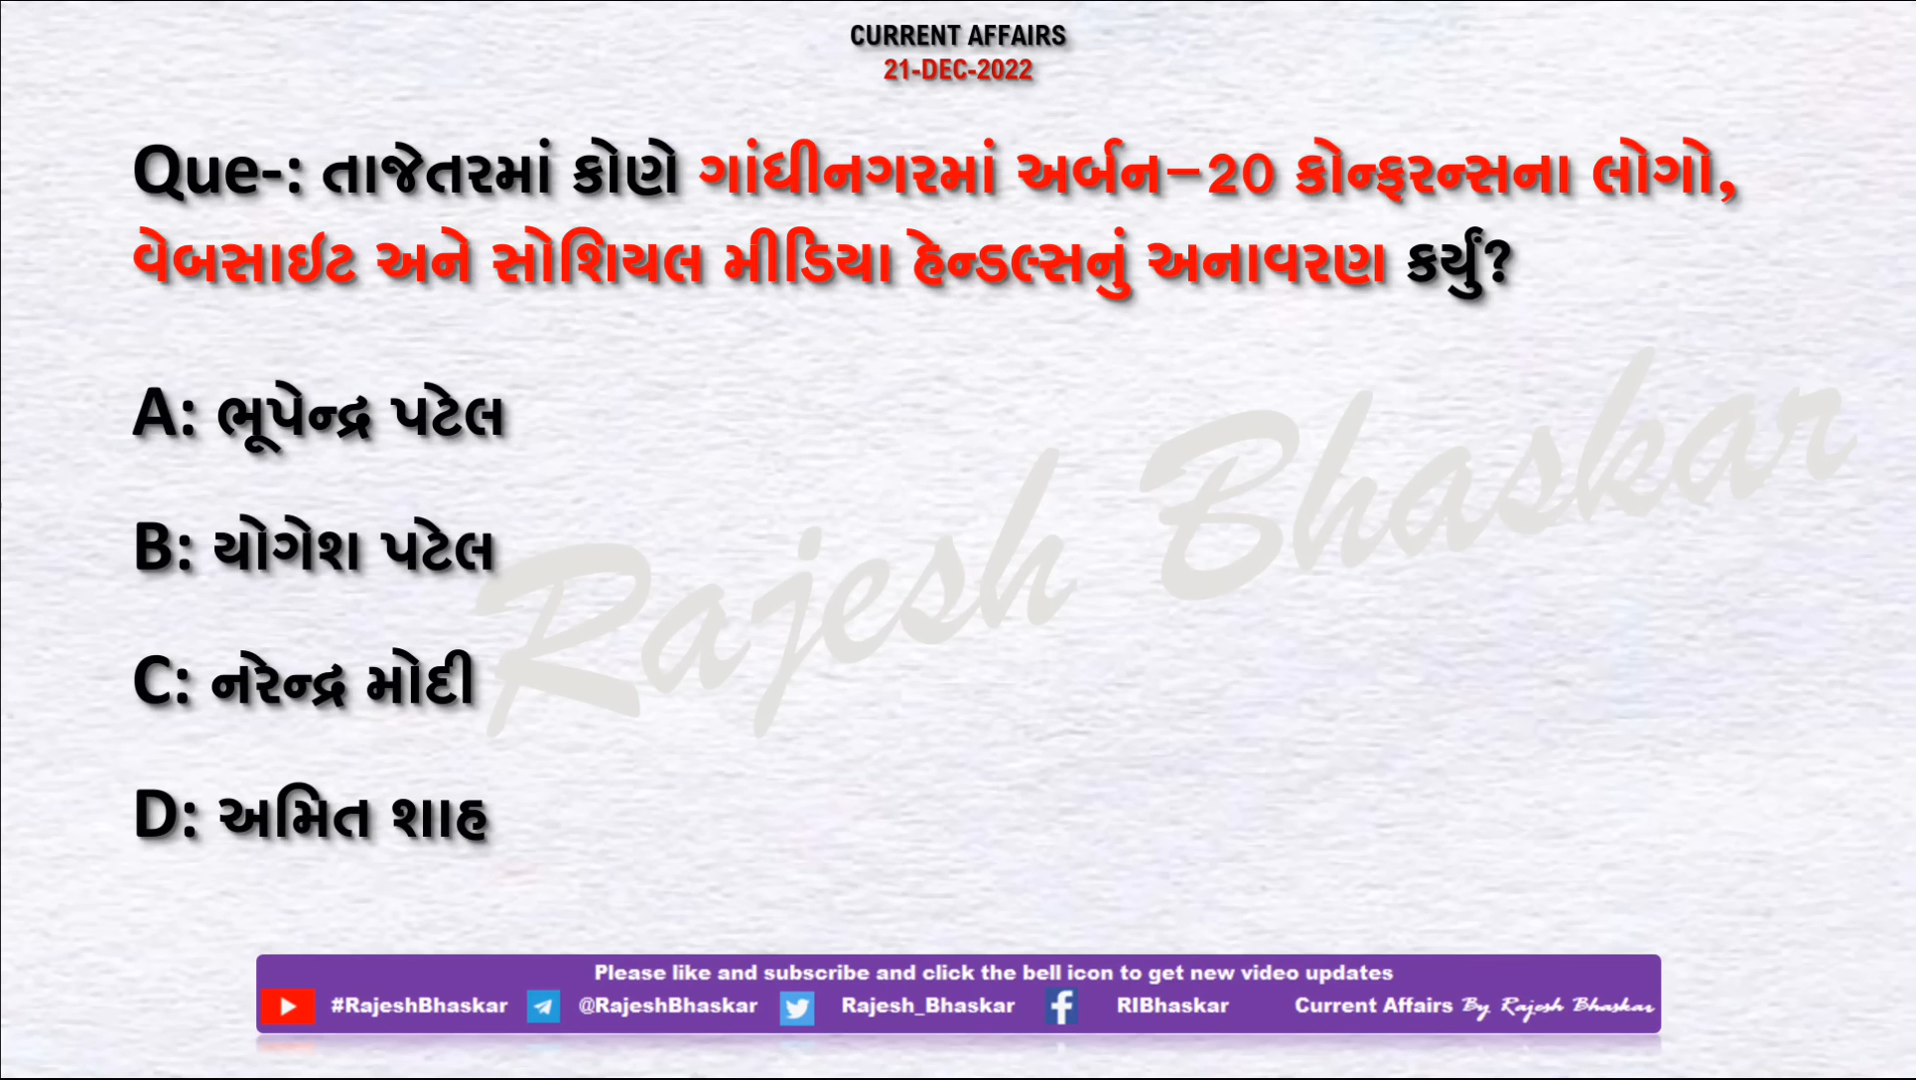 CURRENT AFFAIRS
21-DEC-2022
Que-: તાજેતરમાં કોણે ગાંધીનગરમાં અર્બન-20 કોન્ફરન્સના લોગો,
વેબસાઈટ અને સોશિયલ મીડિયા હેન્ડલ્સનું અનાવરણ કર્યું?
A: ભૂપેન્દ્ર પટેલ
B: યોગેશ પટેલ
C: નરેન્દ્ર મોદી
D: અમિત શાહ
Rajesh Bhaskar
Please like and subscribe and click the bell icon to get new video updates
#RajeshBhaskar @RajeshBhaskar Rajesh_Bhaskar RIBhaskar Current Affairs By Rajesh Bhaskar